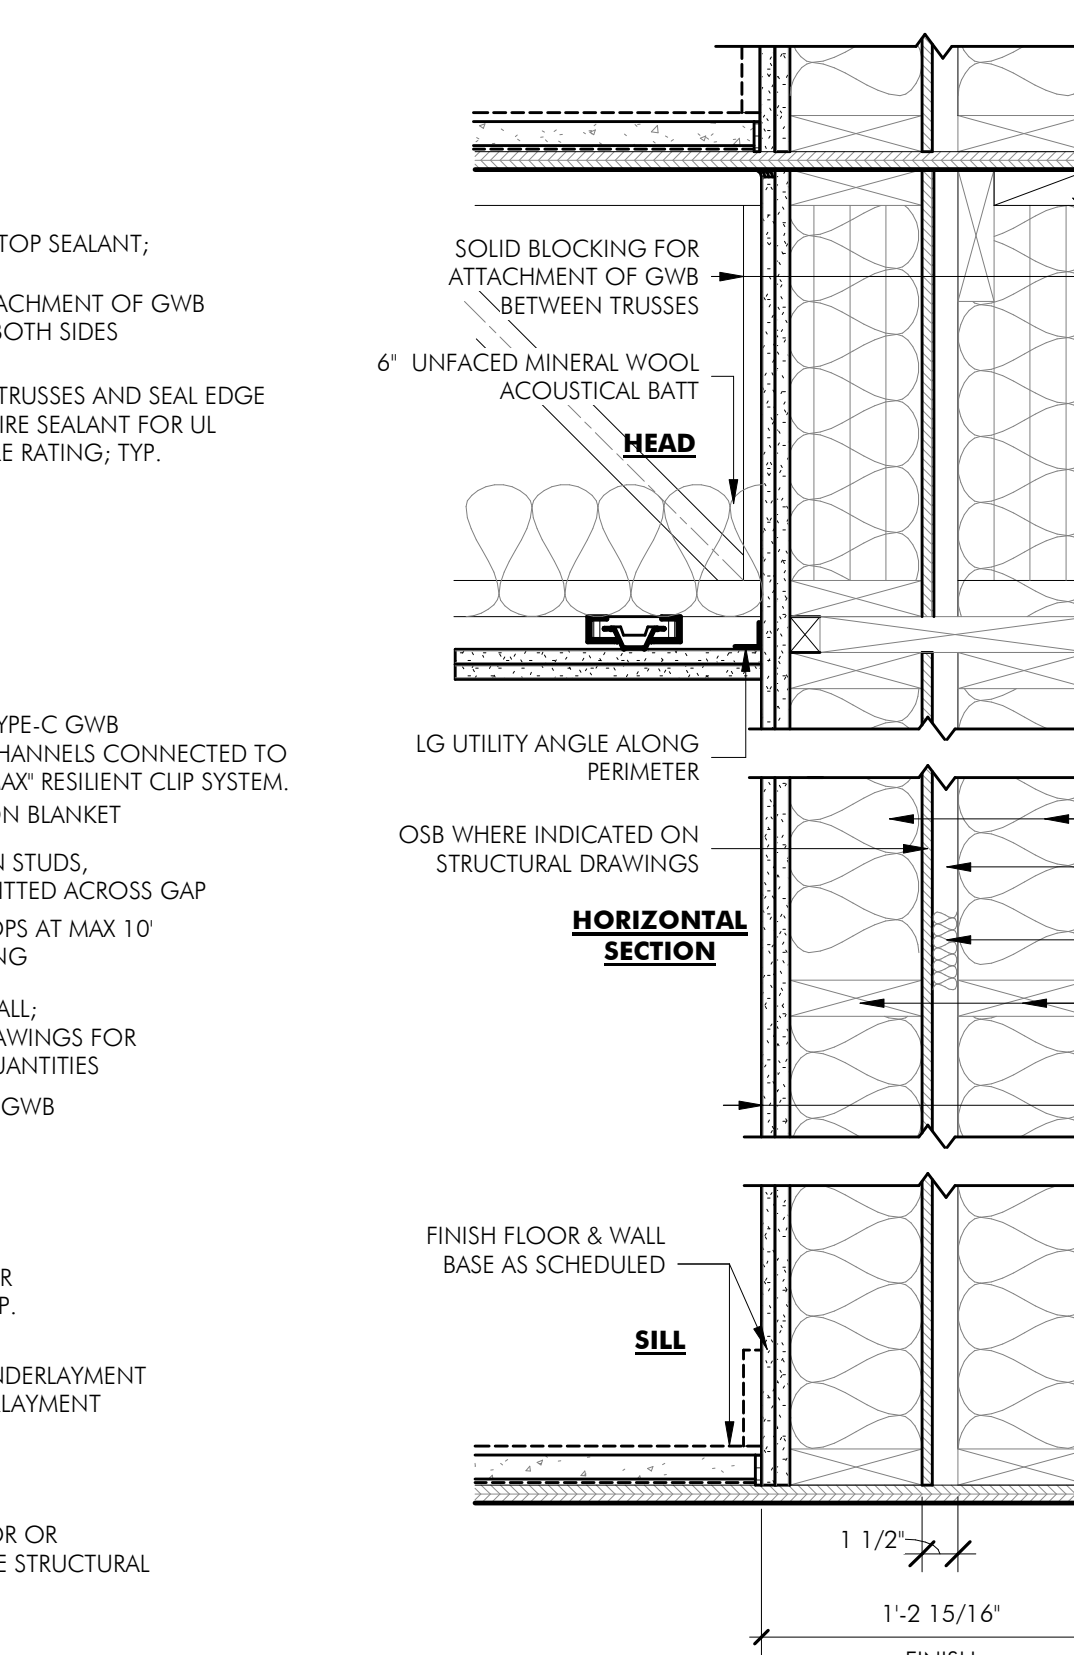 TOP SEALANT;
ACHMENT OF GWB
BOTH SIDES
TRUSSES AND SEAL EDGE
IRE SEALANT FOR UL
RATING; TYP.
GWB
HANNELS CONNECTED TO
RESILIENT CLIP SYSTEM.
ON BLANKET
N STUDS,
ITTED ACROSS GAP
OPS AT MAX 10'
NG
ALL;
AWINGS FOR
UANTITIES
GWB
R
P.
NDERLAYMENT
LAYMENT
OR OR
E STRUCTURAL
SOLID BLOCKING FOR
ATTACHMENT OF GWB
BETWEEN TRUSSES
6" UNFACED MINERAL WOOL
ACOUSTICAL BATT
HEAD
LG UTILITY ANGLE ALONG
PERIMETER
OSB WHERE INDICATED ON
STRUCTURAL DRAWINGS
HORIZONTAL
SECTION
FINISH FLOOR & WALL
BASE AS SCHEDULED
SILL
1 1/2"
1'-2 15/16"
FINISH